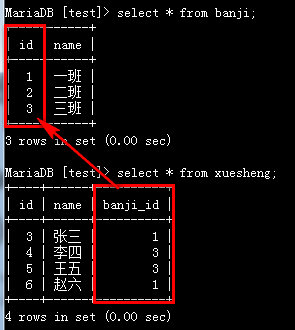 MariaDB [test]> select * from banji;
+----+------+
| id | name |
+----+------+
| 1 | 一班
| 2 | 二班
| 3 | 三班
+----+------+
3 rows in set (0.00 sec)
MariaDB [test]> select * from xuesheng;
+----+------+----------+
| id | name | banji_id |
+----+------+----------+
| 3 | 张三 | 1 |
| 4 | 李四 | 3 |
| 5 | 王五 | 3 |
| 6 | 赵六 | 1 |
+----+------+----------+
4 rows in set (0.00 sec)